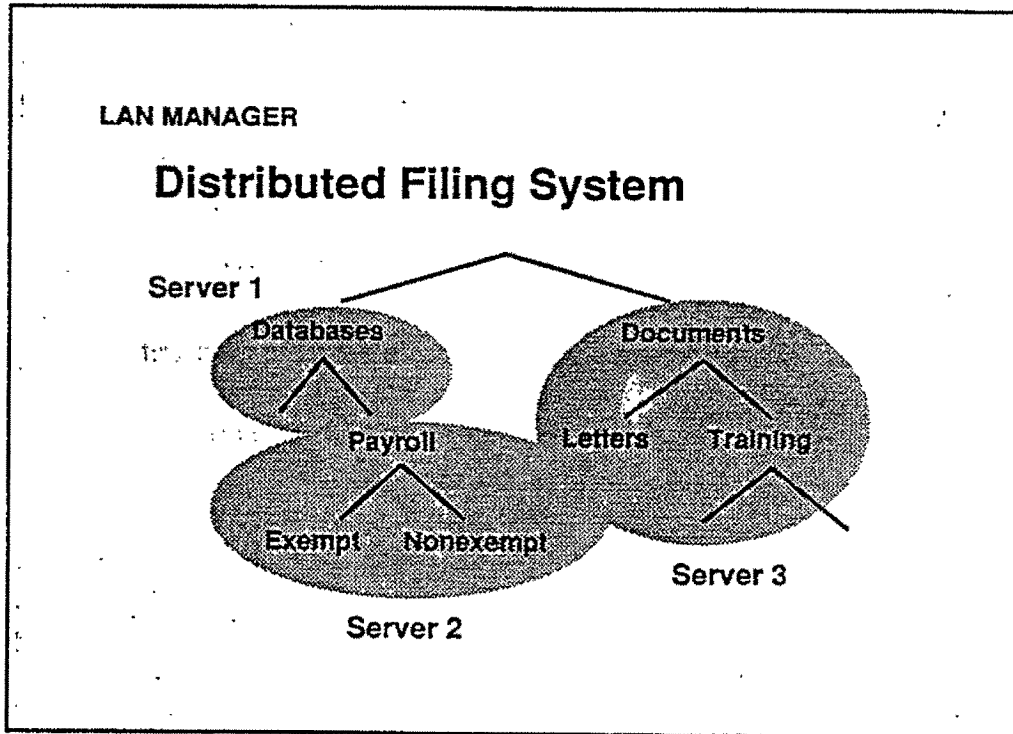 LAN MANAGER
Distributed Filing System
Server 1
Databases
Documents
Payroll
Letters
Training
Exempt
Nonexempt
Server 3
Server 2